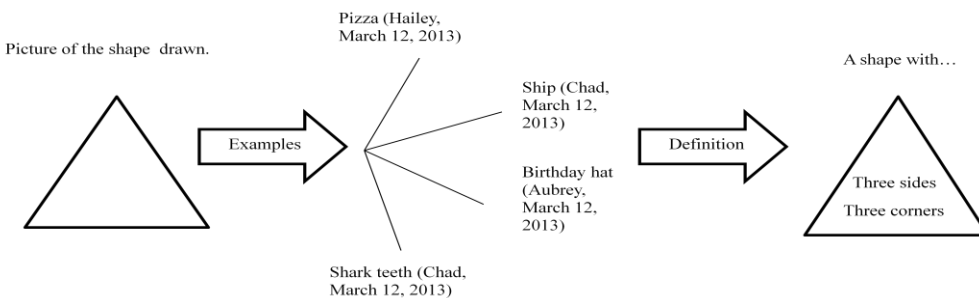 Picture of the shape drawn.
Examples
Pizza (Hailey,
March 12, 2013)
Ship (Chad,
March 12,
2013)
Birthday hat
(Aubrey,
March 12,
2013)
Shark teeth (Chad,
March 12, 2013)
Definition
A shape with…
Three sides
Three corners